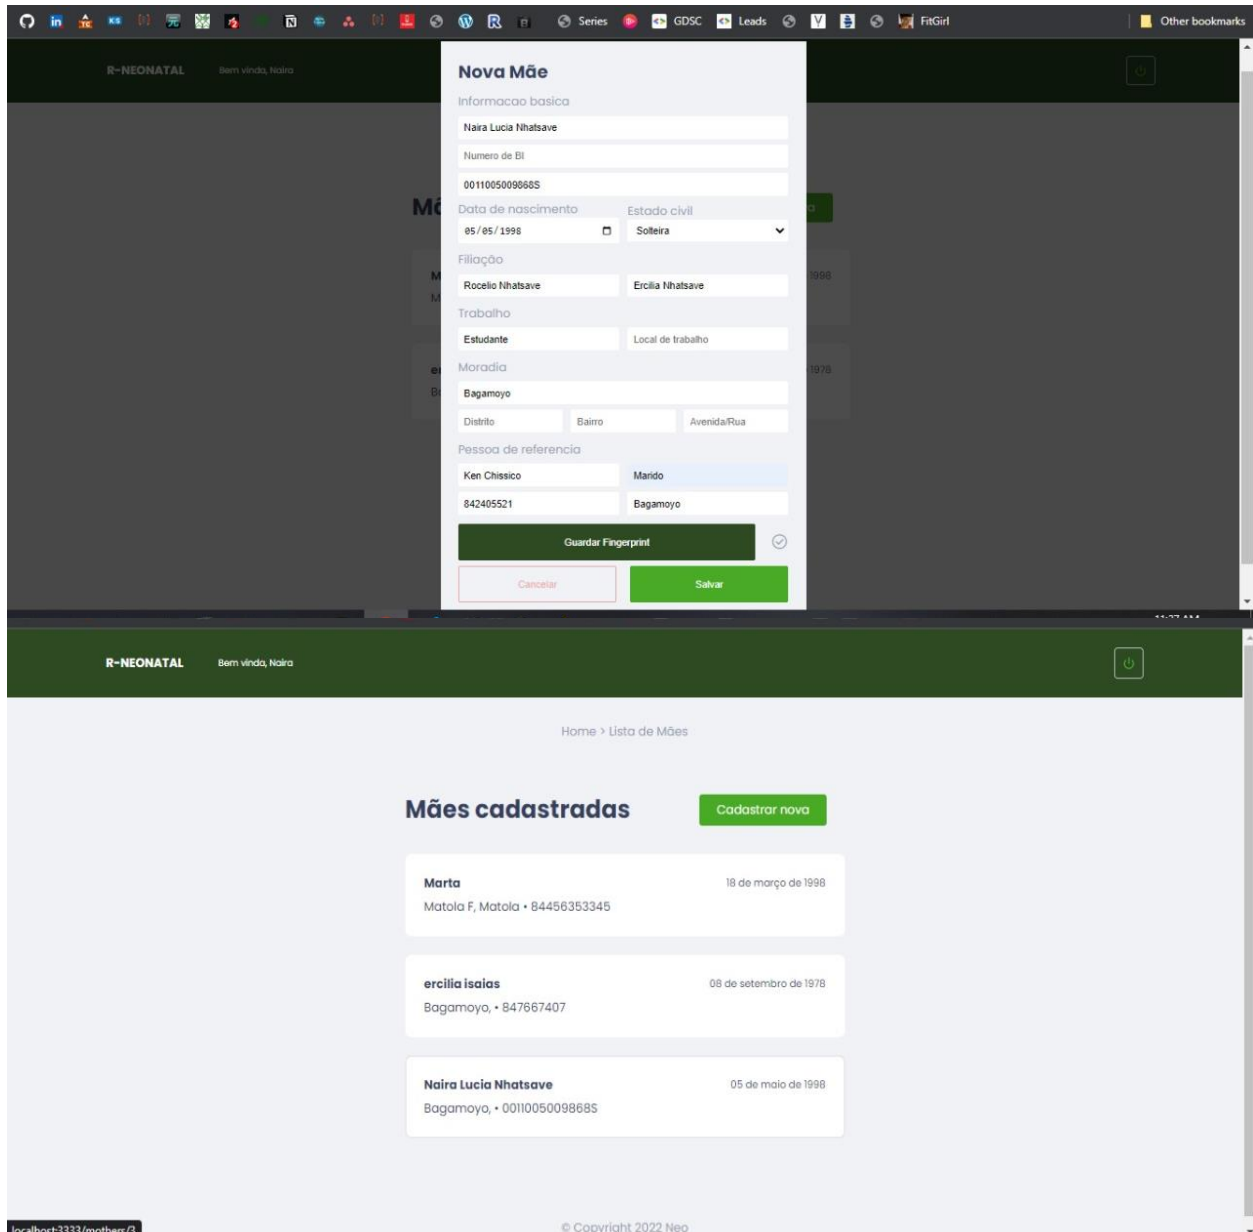 Series GDSC Leads FitGirl Other bookmarks
R-NEONATAL Bem vinda, Naira
Nova Mãe
Informacao basica
Naira Lucia Nhatsave
Numero de BI
001100500986​8S
Data de nascimento Estado civil
05/05/1998 Solteira
Filiação
Rocelio Nhatsave Ercilia Nhatsave
Trabalho
Estudante Local de trabalho
Moradia
Bagamoyo
Distrito Bairro Avenida/Rua
Pessoa de referencia
Ken Chissico Marido
842405521 Bagamoyo
Guardar Fingerprint
Cancelar Salvar
R-NEONATAL Bem vinda, Naira
Home > Lista de Mães
Mães cadastradas Cadastrar nova
Marta 18 de março de 1998
Matola F, Matola • 84456353345
ercilia isaias 08 de setembro de 1978
Bagamoyo, • 847667407
Naira Lucia Nhatsave 05 de maio de 1998
Bagamoyo, • 001100500986​8S
© Copyright 2022 Neo
localhost:3333/mothers/3